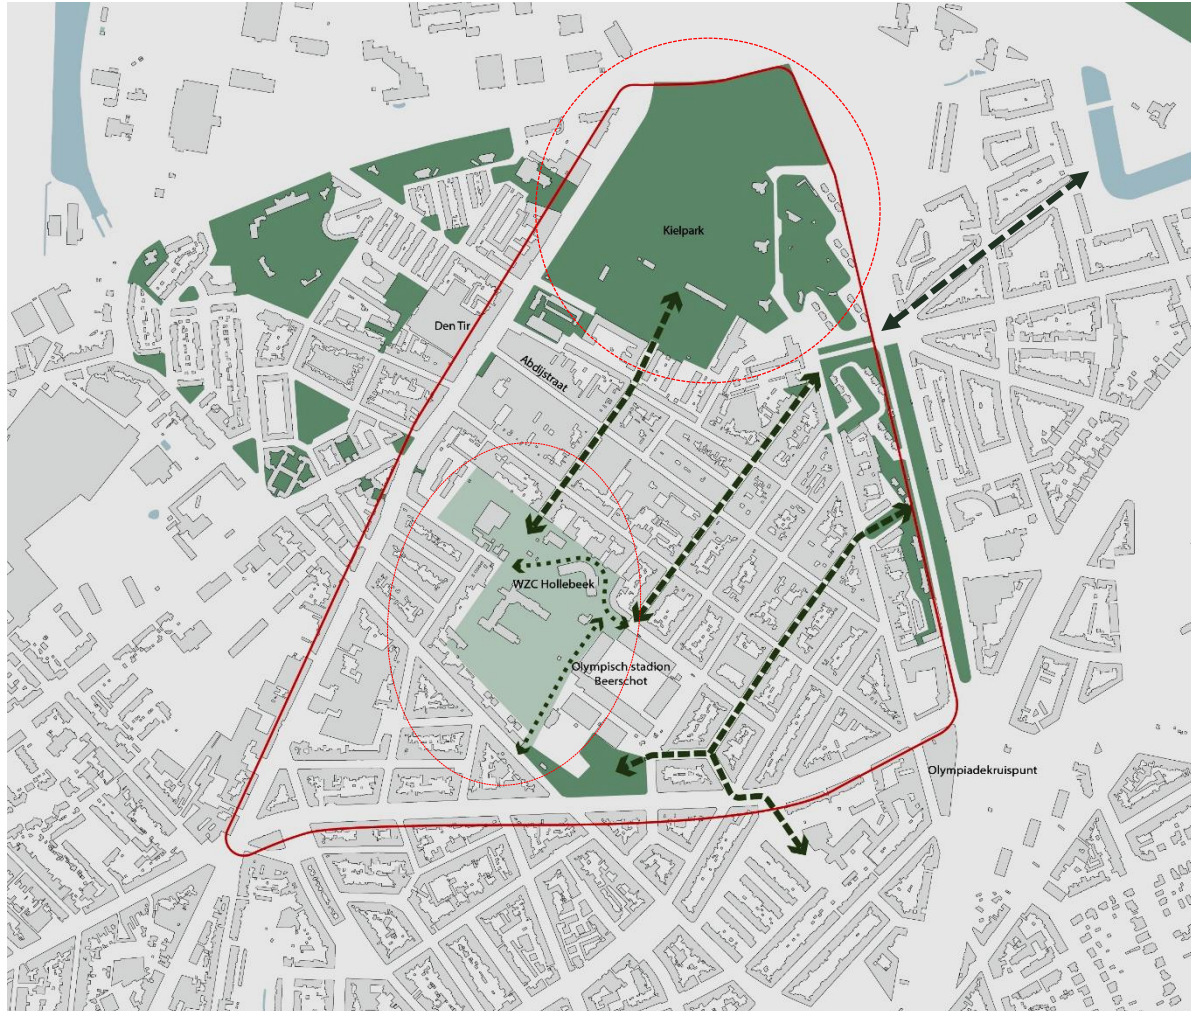 Kielpark
Den Tir
Abdijstraat
WZC Hollebeek
Olympisch stadion
Beerschot
Olympiadekruispunt